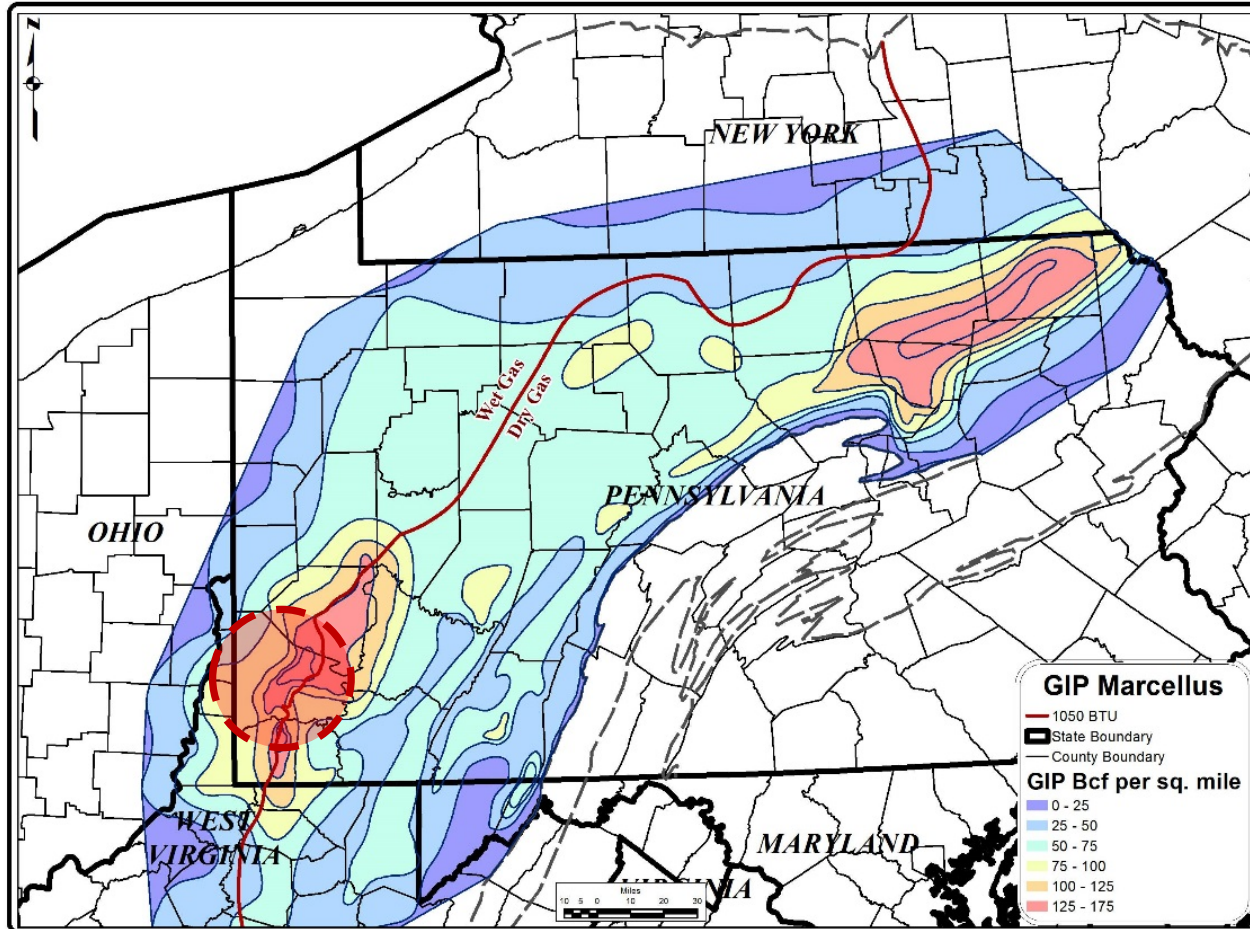 N
NEW YORK
Wet Gas
Dry Gas
PENNSYLVANIA
OHIO
WEST
VIRGINIA
MARYLAND
VIRGINIA
Miles
10 5 0 10 20 30
GIP Marcellus
1050 BTU
State Boundary
County Boundary
GIP Bcf per sq. mile
0 - 25
25 - 50
50 - 75
75 - 100
100 - 125
125 - 175